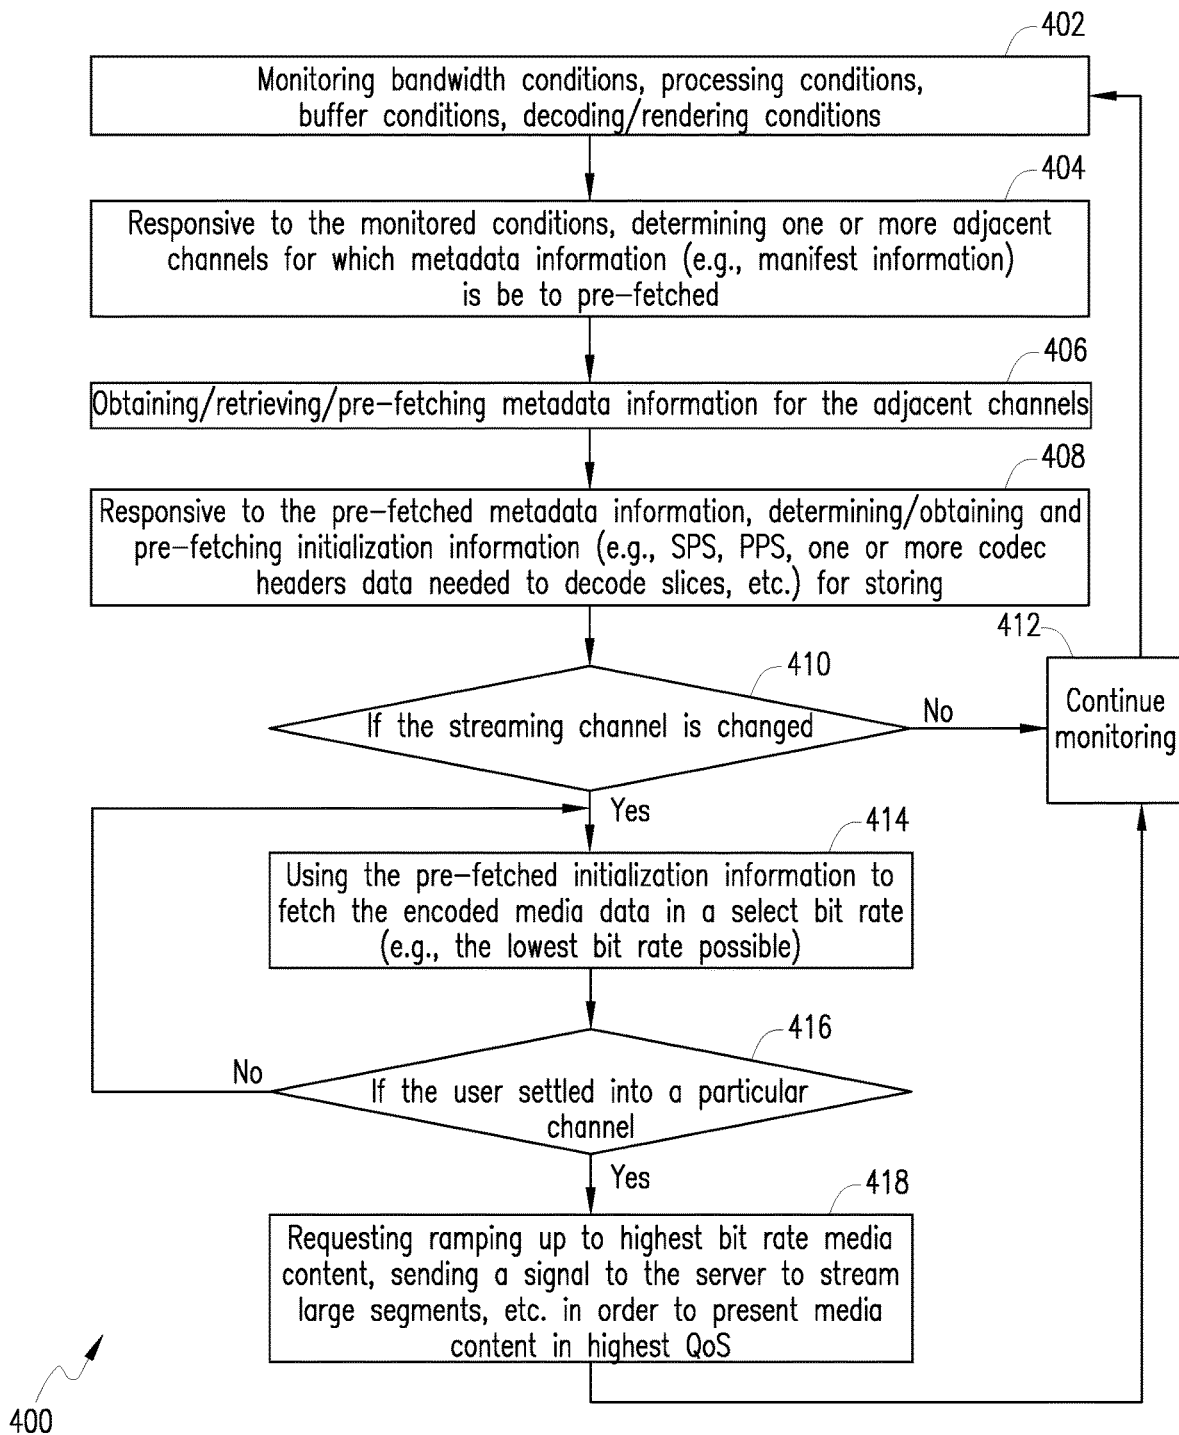 402
Monitoring bandwidth conditions, processing conditions,
buffer conditions, decoding/rendering conditions
404
Responsive to the monitored conditions, determining one or more adjacent
channels for which metadata information (e.g., manifest information)
is be to pre-fetched
406
Obtaining/retrieving/pre-fetching metadata information for the adjacent channels
408
Responsive to the pre-fetched metadata information, determining/obtaining and
pre-fetching initialization information (e.g., SPS, PPS, one or more codec
headers data needed to decode slices, etc.) for storing
410
If the streaming channel is changed
No
412
Continue
monitoring
Yes
414
Using the pre-fetched initialization information to
fetch the encoded media data in a select bit rate
(e.g., the lowest bit rate possible)
416
If the user settled into a particular
channel
No
Yes
418
Requesting ramping up to highest bit rate media
content, sending a signal to the server to stream
large segments, etc. in order to present media
content in highest QoS
400